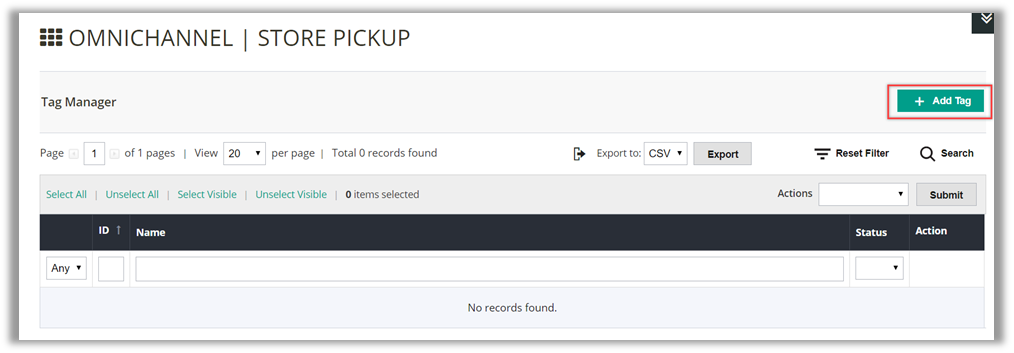 OMNICHANNEL | STORE PICKUP
Tag Manager
+ Add Tag
Page 1 of 1 pages | View 20 per page | Total 0 records found Export to: CSV Export Reset Filter Search
Select All | Unselect All | Select Visible | Unselect Visible | 0 items selected Actions Submit
ID ↑ Name Status Action
Any
No records found.